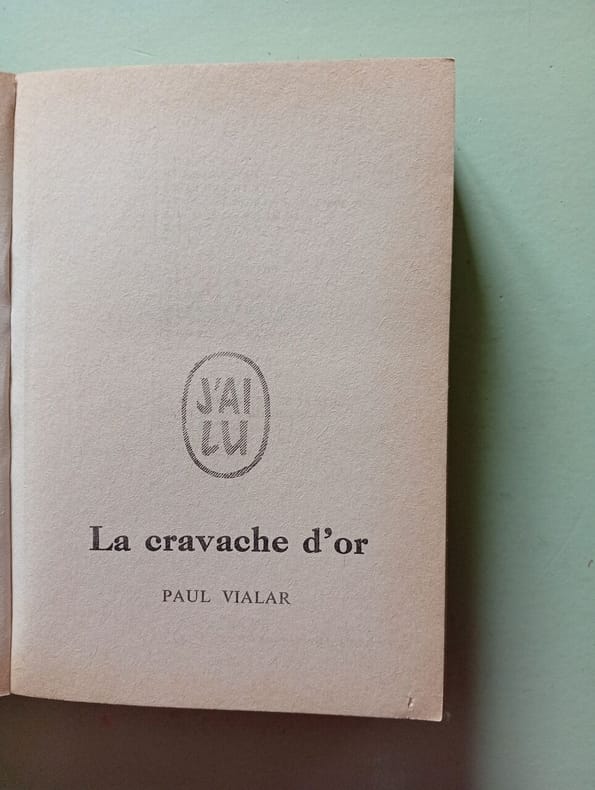 J'AI
LU
La cravache d'or
PAUL VIALAR